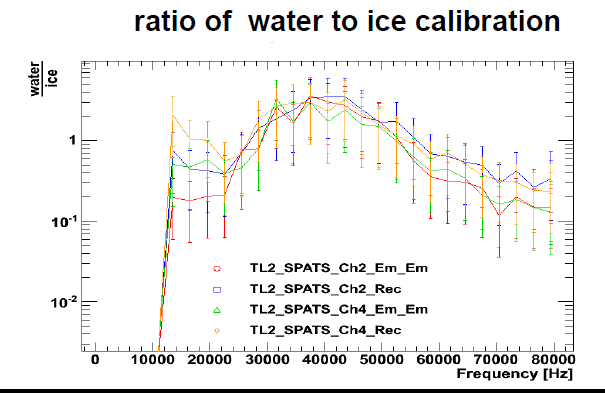 ratio of water to ice calibration
water
ice
1
10-1
10-2
TL2_SPATS_Ch2_Em_Em
TL2_SPATS_Ch2_Rec
TL2_SPATS_Ch4_Em_Em
TL2_SPATS_Ch4_Rec
0 10000 20000 30000 40000 50000 60000 70000 80000
Frequency [Hz]